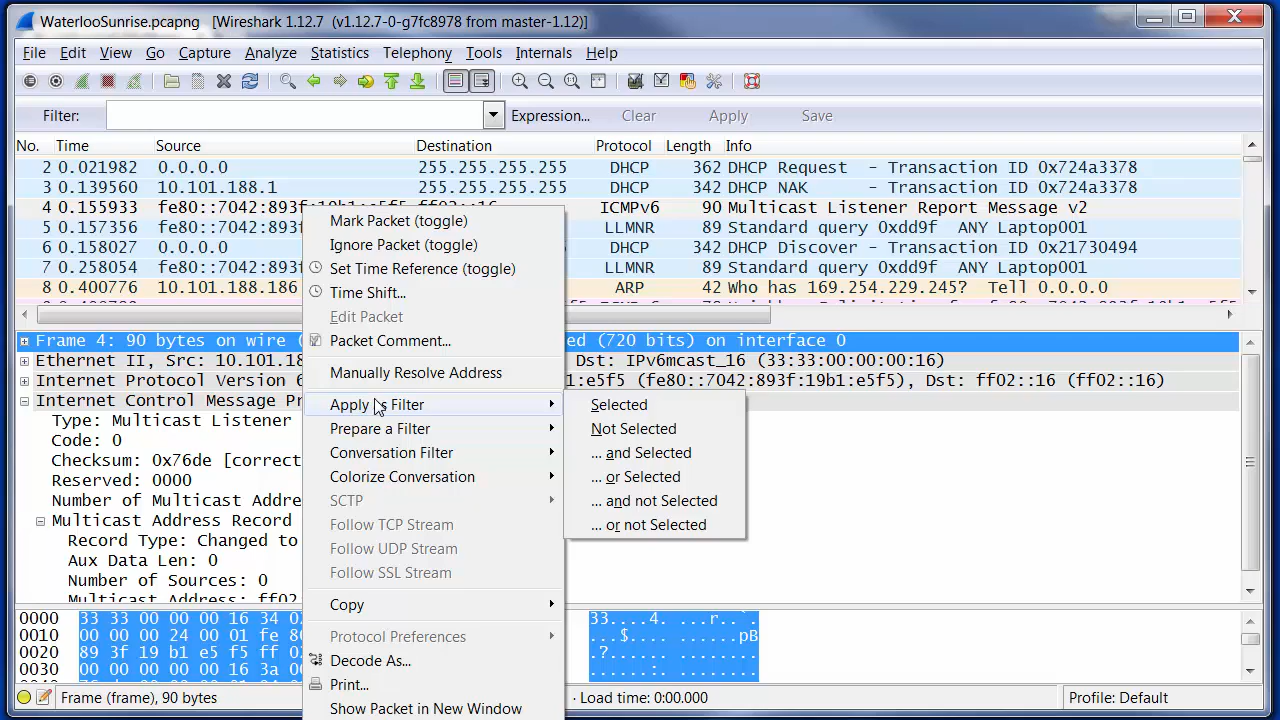 WaterlooSunrise.pcapng [Wireshark 1.12.7 (v1.12.7-0-g7fc8978 from master-1.12)]
File Edit View Go Capture Analyze Statistics Telephony Tools Internals Help
Filter: Expression... Clear Apply Save
No. Time Source Destination Protocol Length Info
2 0.021982 0.0.0.0 255.255.255.255 DHCP 362 DHCP Request - Transaction ID 0x724a3378
3 0.139560 10.101.188.1 255.255.255.255 DHCP 342 DHCP NAK - Transaction ID 0x724a3378
4 0.155933 fe80::7042:893f:19b1:e5f5 ff02::16 ICMPv6 90 Multicast Listener Report Message v2
5 0.157356 fe80::7042:893 LLMNR 89 Standard query 0xdd9f ANY Laptop001
6 0.158027 0.0.0.0 DHCP 342 DHCP Discover - Transaction ID 0x21730494
7 0.258054 fe80::7042:893 LLMNR 89 Standard query 0xdd9f ANY Laptop001
8 0.400776 10.101.188.186 ARP 42 Who has 169.254.229.245? Tell 0.0.0.0
Frame 4: 90 bytes on wire ( ed (720 bits) on interface 0
Ethernet II, Src: 10.101.18 Dst: IPv6mcast_16 (33:33:00:00:00:16)
Internet Protocol Version 6 1:e5f5 (fe80::7042:893f:19b1:e5f5), Dst: ff02::16 (ff02::16)
Internet Control Message Pr
Type: Multicast Listener
Code: 0
Checksum: 0x76de [correct
Reserved: 0000
Number of Multicast Addre
Multicast Address Record
Record Type: Changed to
Aux Data Len: 0
Number of Sources: 0
Multicast Address: ff02
Mark Packet (toggle)
Ignore Packet (toggle)
Set Time Reference (toggle)
Time Shift...
Edit Packet
Packet Comment...
Manually Resolve Address
Apply as Filter
Prepare a Filter
Conversation Filter
Colorize Conversation
SCTP
Follow TCP Stream
Follow UDP Stream
Follow SSL Stream
Copy
Protocol Preferences
Decode As...
Print...
Show Packet in New Window
Selected
Not Selected
... and Selected
... or Selected
... and not Selected
... or not Selected
0000 33 33 00 00 00 16 34 02 33....4. ...r..`.
0010 00 00 00 24 00 01 fe 80 ...$.... ......pB
0020 89 3f 19 b1 e5 f5 ff 02 .?...... ........
0030 00 00 00 00 00 16 3a 00 ......:. ........
Frame (frame), 90 bytes · Load time: 0:00.000 Profile: Default